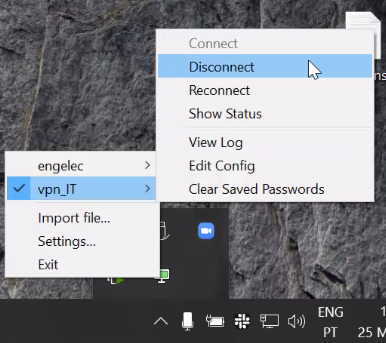 ns
Connect
Disconnect
Reconnect
Show Status
View Log
Edit Config
Clear Saved Passwords
engelec
vpn_IT
Import file...
Settings...
Exit
ENG
PT
1
25 M